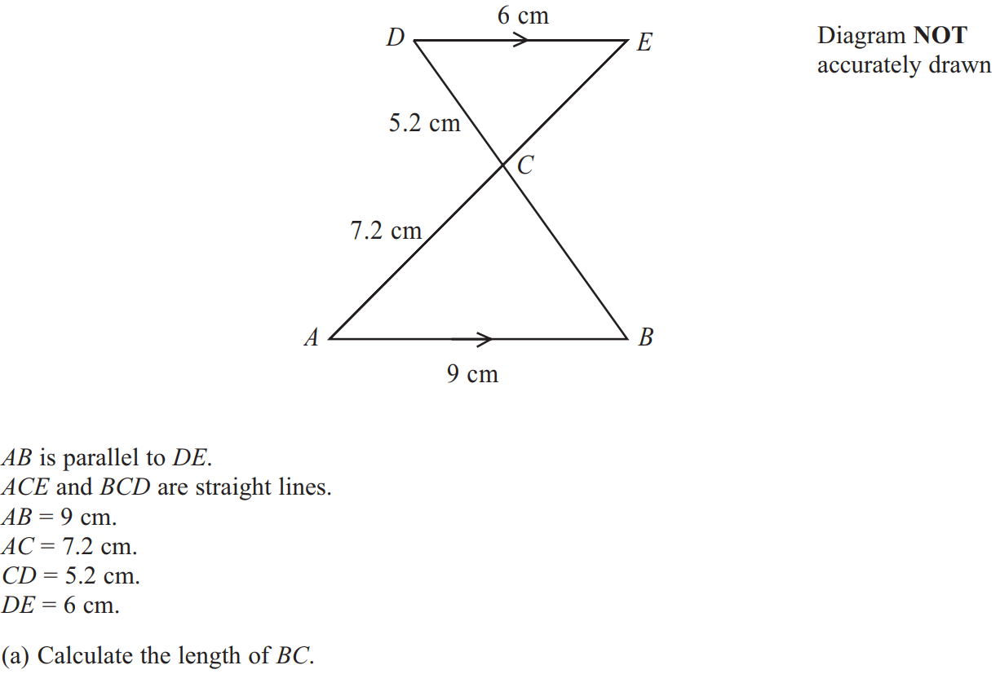 6 cm
D
E
Diagram NOT
accurately drawn
5.2 cm
C
7.2 cm
A
B
9 cm
AB is parallel to DE.
ACE and BCD are straight lines.
AB = 9 cm.
AC = 7.2 cm.
CD = 5.2 cm.
DE = 6 cm.
(a) Calculate the length of BC.